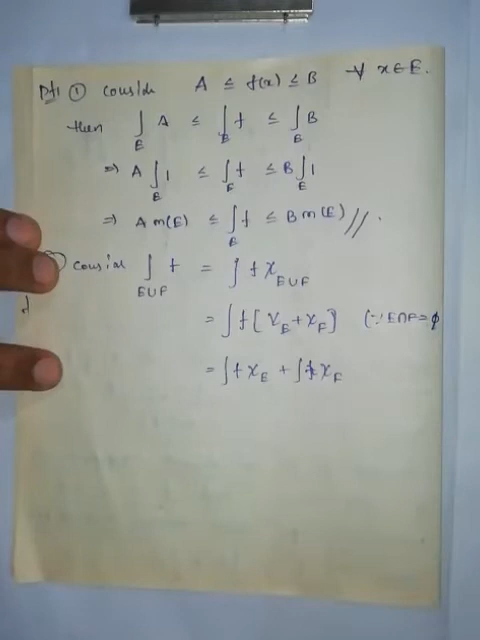 Pf:- ① consider A ≤ f(x) ≤ B ∀ x∈E.
then ∫_E A ≤ ∫_E f ≤ ∫_E B
⇒ A ∫_E 1 ≤ ∫_E f ≤ B ∫_E 1
⇒ A m(E) ≤ ∫_E f ≤ B m(E) //.
consider ∫_{E∪F} f = ∫ f χ_{E∪F}
= ∫ f [χ_E + χ_F] (∵ E∩F = φ
= ∫ f χ_E + ∫ f χ_F